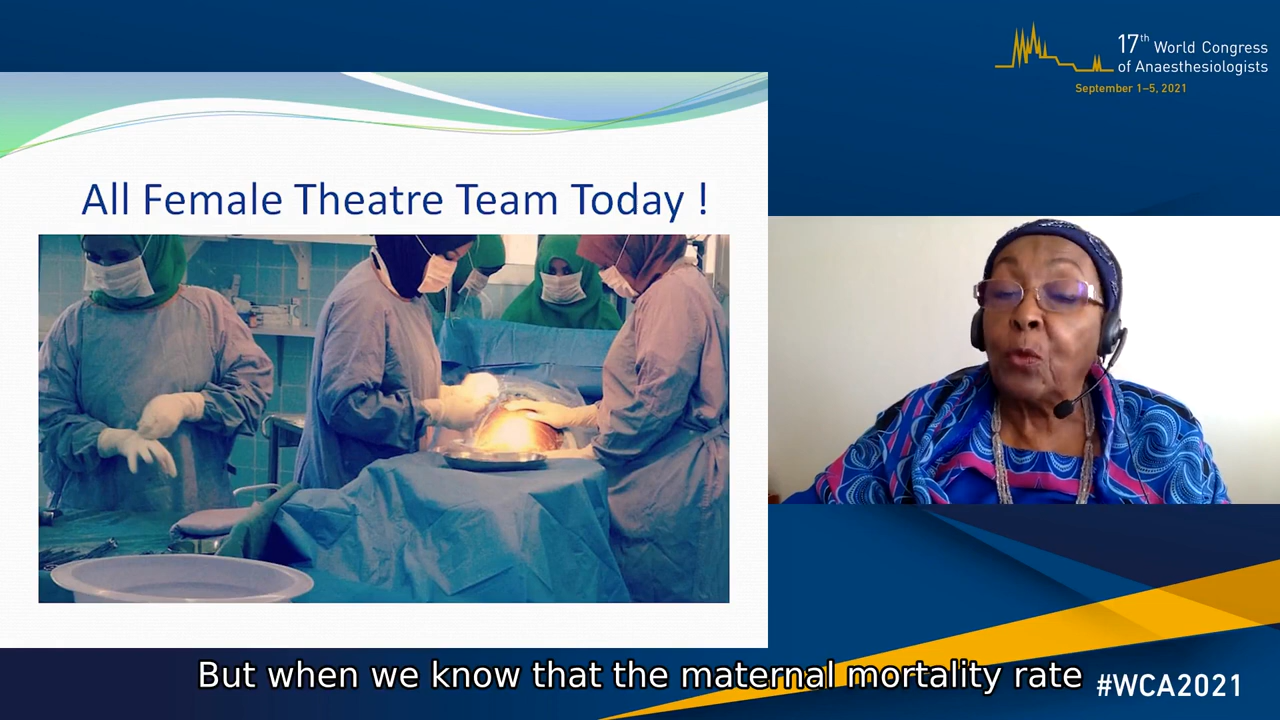 17th World Congress
of Anaesthesiologists
September 1–5, 2021
All Female Theatre Team Today !
But when we know that the maternal mortality rate
#WCA2021